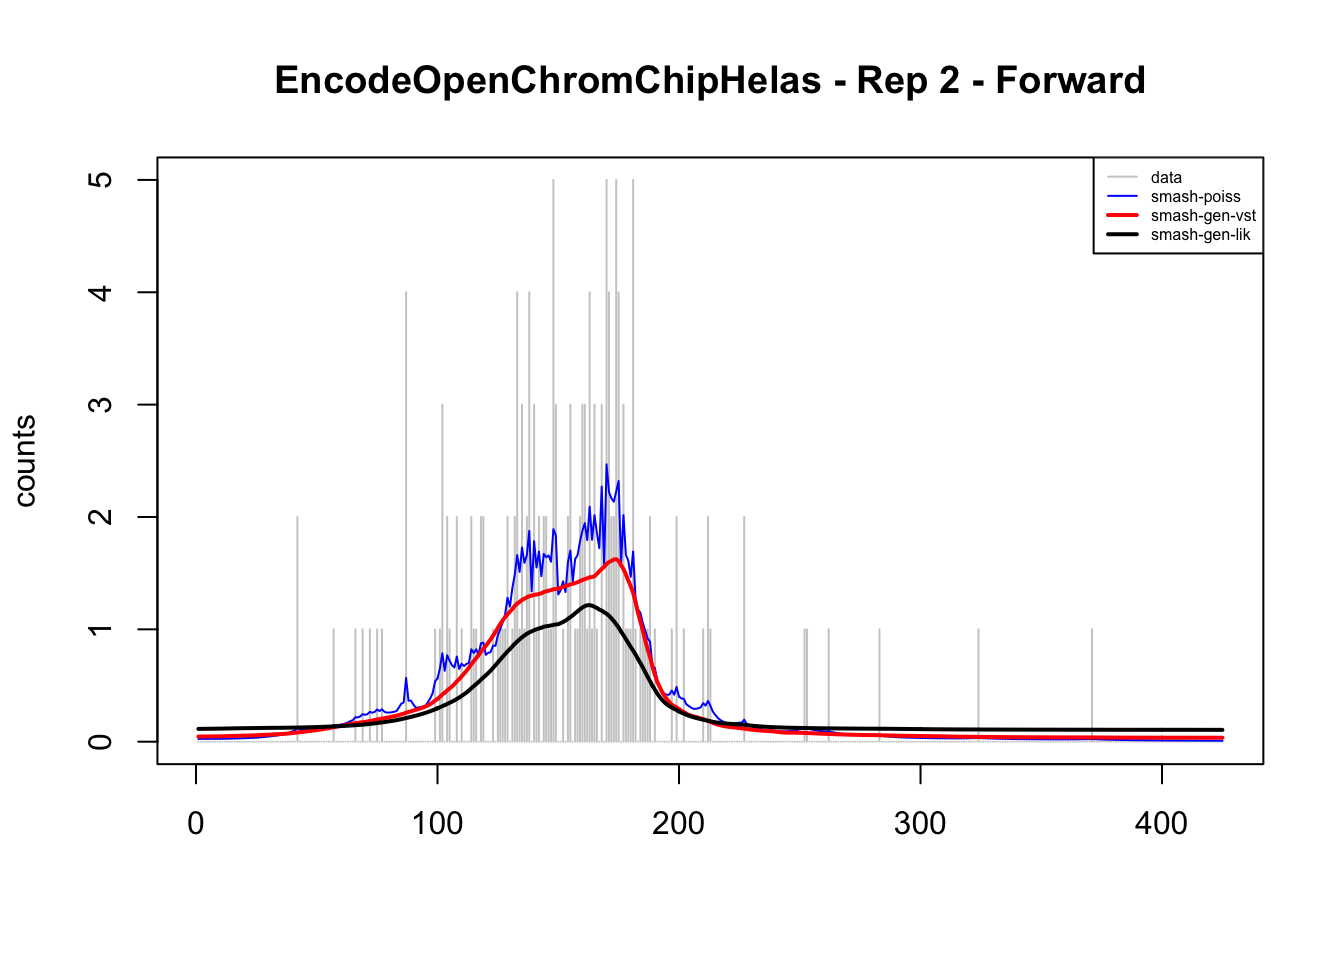 EncodeOpenChromChipHelas - Rep 2 - Forward
data
smash-poiss
smash-gen-vst
smash-gen-lik
counts
5
4
3
2
1
0
0 100 200 300 400